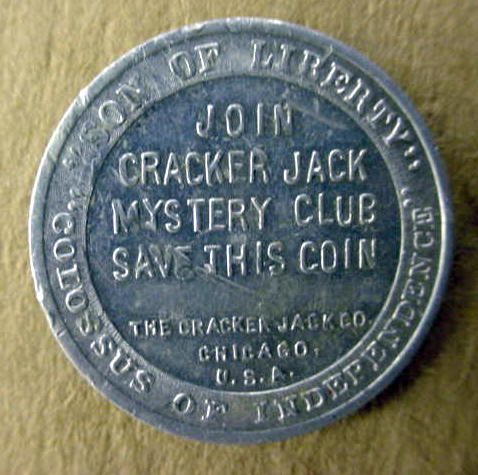 "SON OF LIBERTY"
JOIN
CRACKER JACK
MYSTERY CLUB
SAVE THIS COIN
THE CRACKER JACK CO.
CHICAGO,
U.S.A.
"COLOSSUS OF INDEPENDENCE"